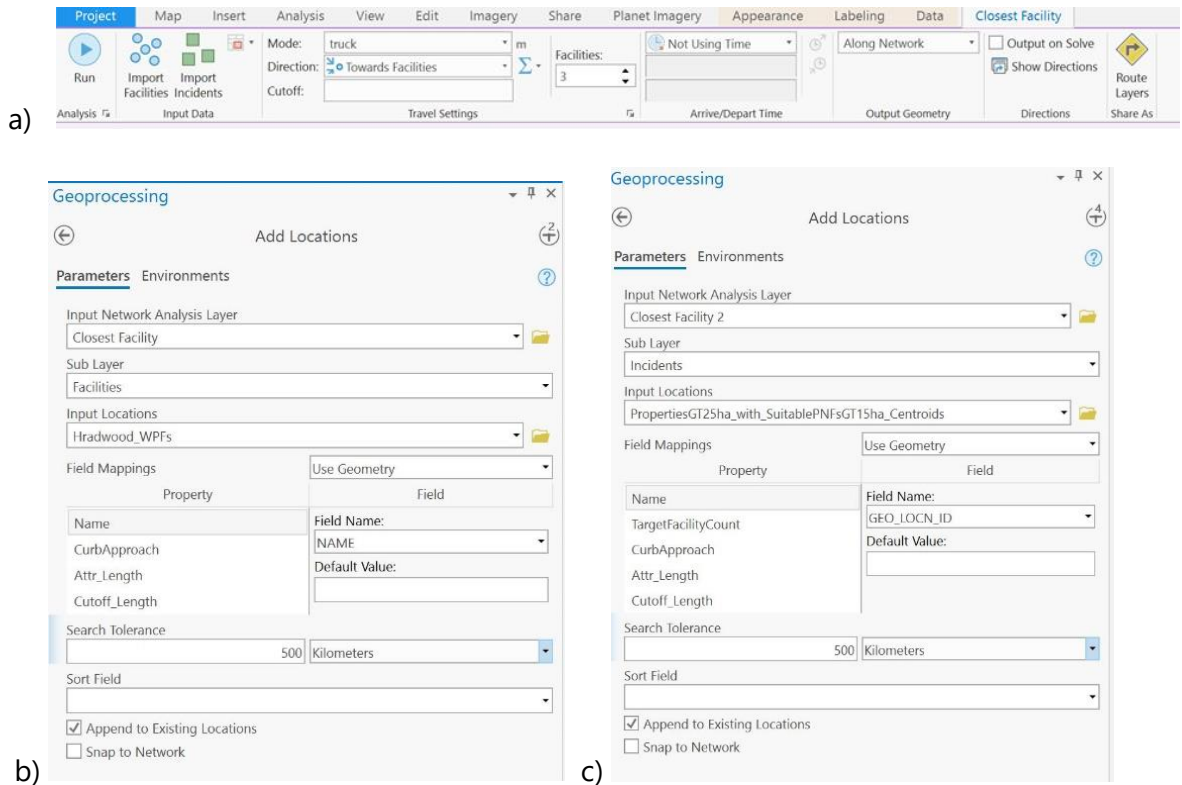 Project Map Insert Analysis View Edit Imagery Share Planet Imagery Appearance Labeling Data Closest Facility
Run
Import Facilities
Import Incidents
Mode: truck m
Direction: Towards Facilities
Cutoff:
Facilities:
3
Not Using Time
Along Network
Output on Solve
Show Directions
Route Layers
Analysis Input Data Travel Settings Arrive/Depart Time Output Geometry Directions Share As
a)
Geoprocessing
Add Locations
2
Parameters Environments
?
Input Network Analysis Layer
Closest Facility
Sub Layer
Facilities
Input Locations
Hradwood_WPFs
Field Mappings Use Geometry
Property Field
Name
CurbApproach
Attr_Length
Cutoff_Length
Field Name:
NAME
Default Value:
Search Tolerance
500 Kilometers
Sort Field
Append to Existing Locations
Snap to Network
b)
Geoprocessing
Add Locations
4
Parameters Environments
?
Input Network Analysis Layer
Closest Facility 2
Sub Layer
Incidents
Input Locations
PropertiesGT25ha_with_SuitablePNFsGT15ha_Centroids
Field Mappings Use Geometry
Property Field
Name
TargetFacilityCount
CurbApproach
Attr_Length
Cutoff_Length
Field Name:
GEO_LOCN_ID
Default Value:
Search Tolerance
500 Kilometers
Sort Field
Append to Existing Locations
Snap to Network
c)